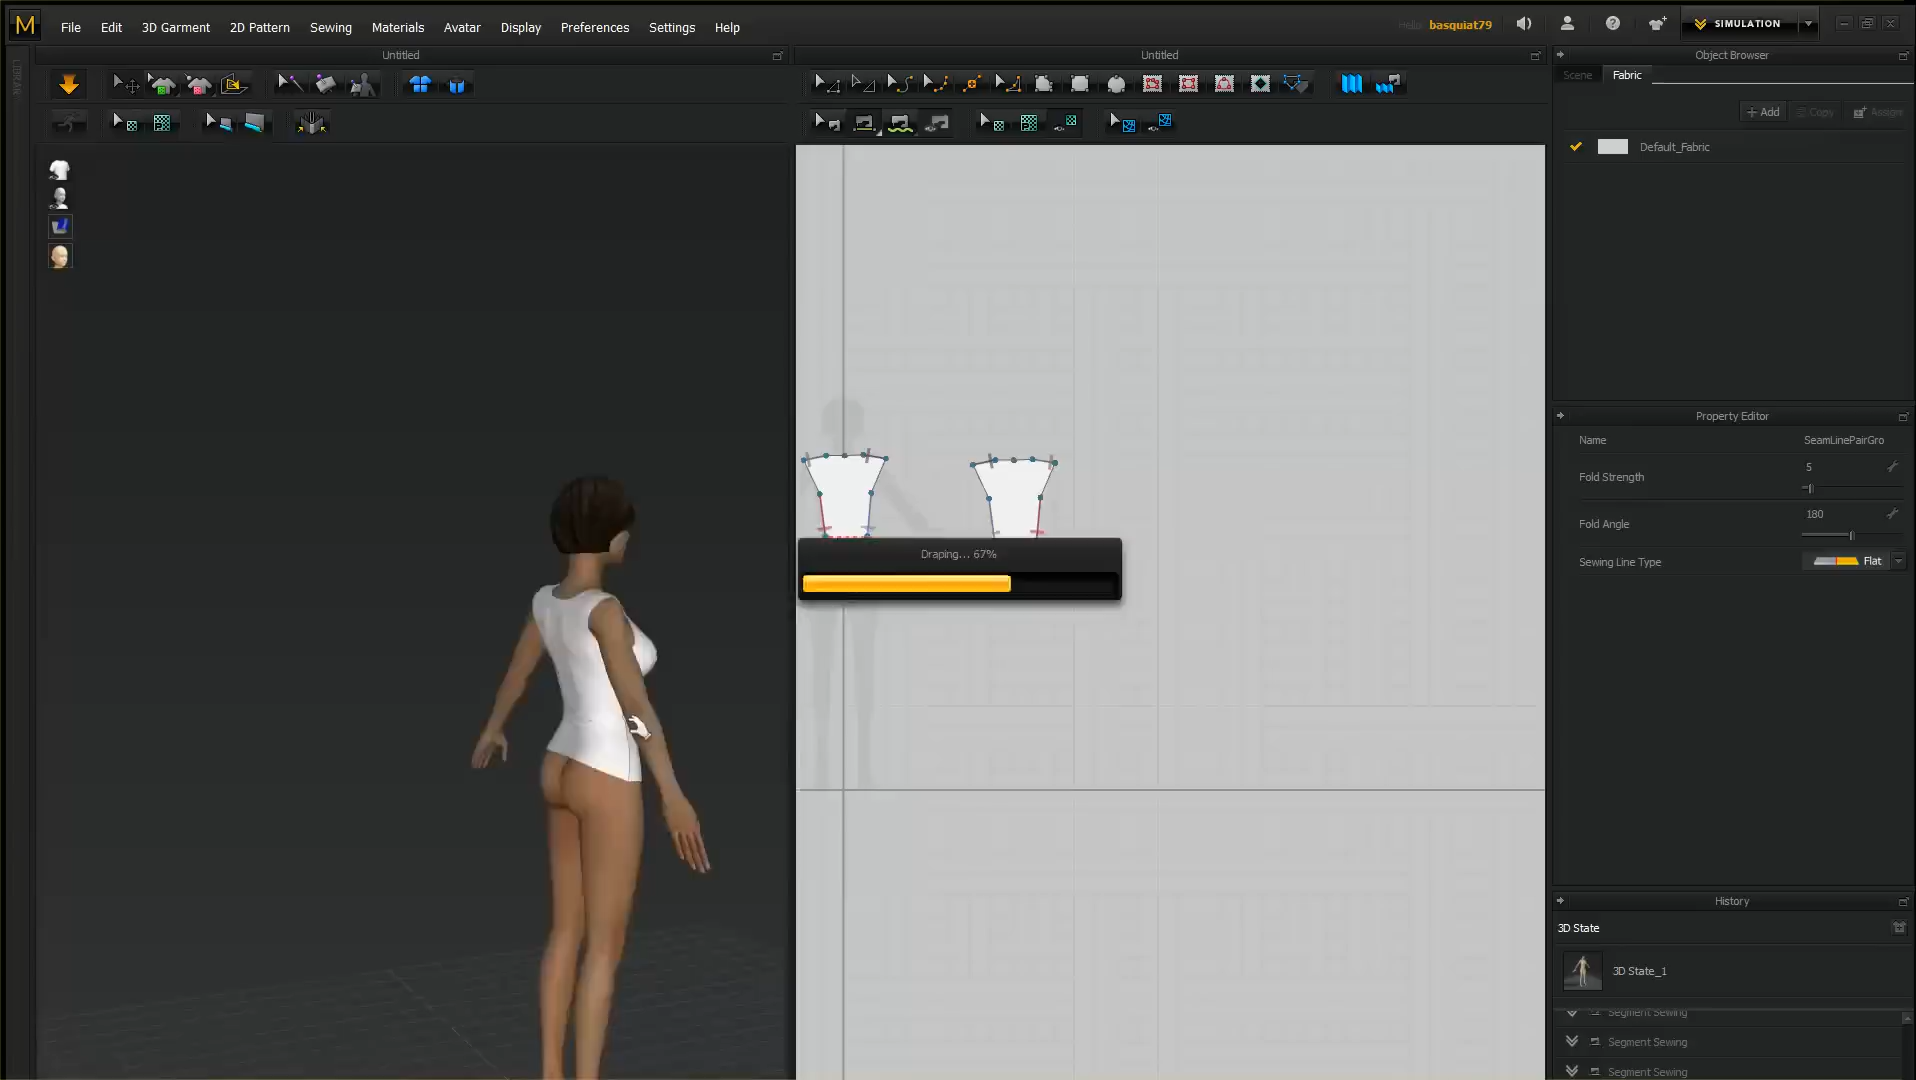 M File Edit 3D Garment 2D Pattern Sewing Materials Avatar Display Preferences Settings Help Hello basquiat79 SIMULATION
Untitled
Untitled
LIBRARY
Object Browser
Scene Fabric
+ Add Copy Assign
Default_Fabric
Property Editor
Name SeamLinePairGro
Fold Strength 5
Fold Angle 180
Sewing Line Type Flat
Draping... 67%
History
3D State
3D State_1
Segment Sewing
Segment Sewing
Segment Sewing